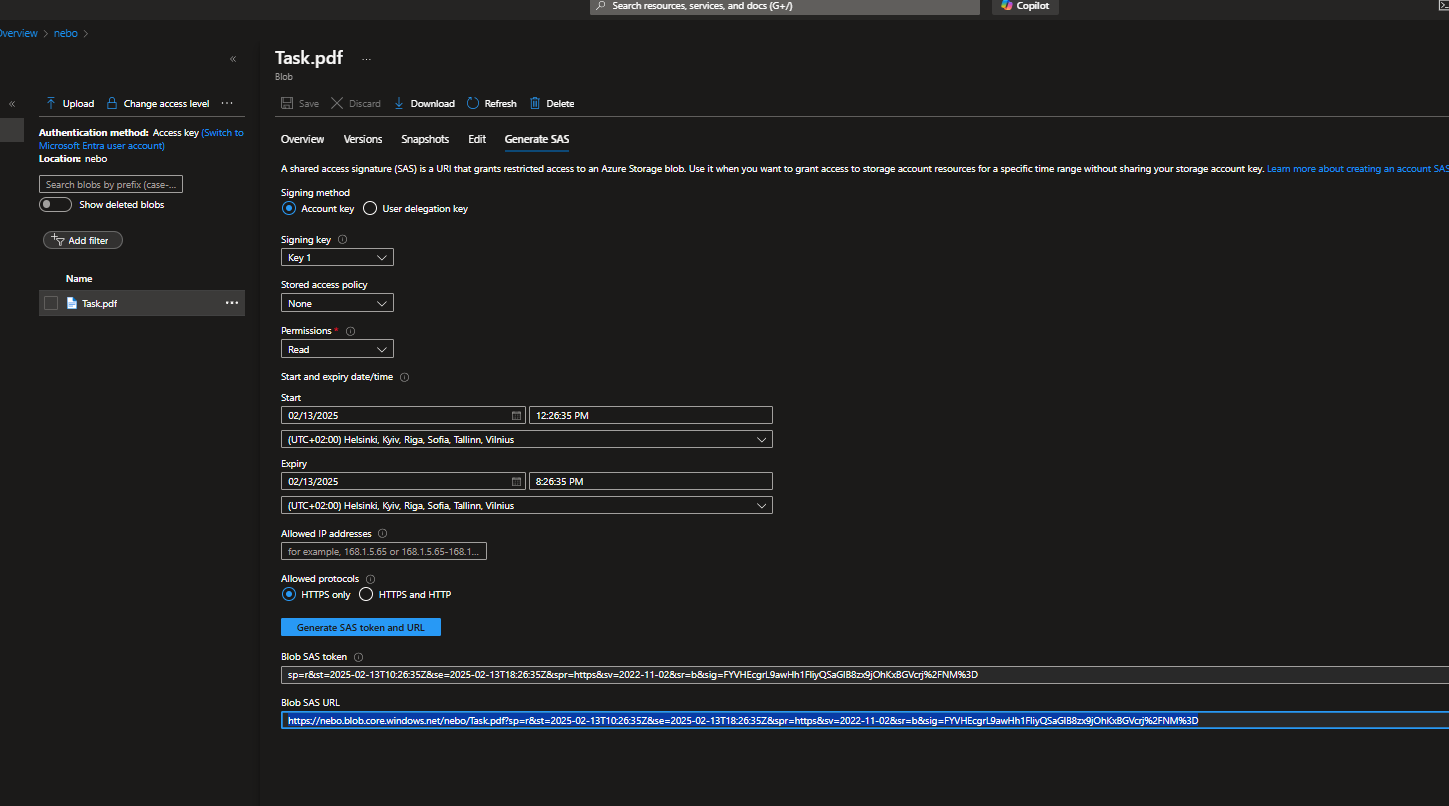 Search resources, services, and docs (G+/)
Copilot
Overview > nebo >
Task.pdf ...
Blob
Upload Change access level ...
Authentication method: Access key (Switch to
Microsoft Entra user account)
Location: nebo
Search blobs by prefix (case-...
Show deleted blobs
Add filter
Name
Task.pdf ...
Save Discard Download Refresh Delete
Overview Versions Snapshots Edit Generate SAS
A shared access signature (SAS) is a URI that grants restricted access to an Azure Storage blob. Use it when you want to grant access to storage account resources for a specific time range without sharing your storage account key. Learn more about creating an account SAS
Signing method
Account key User delegation key
Signing key
Key 1
Stored access policy
None
Permissions *
Read
Start and expiry date/time
Start
02/13/2025 12:26:35 PM
(UTC+02:00) Helsinki, Kyiv, Riga, Sofia, Tallinn, Vilnius
Expiry
02/13/2025 8:26:35 PM
(UTC+02:00) Helsinki, Kyiv, Riga, Sofia, Tallinn, Vilnius
Allowed IP addresses
for example, 168.1.5.65 or 168.1.5.65-168.1...
Allowed protocols
HTTPS only HTTPS and HTTP
Generate SAS token and URL
Blob SAS token
sp=r&st=2025-02-13T10:26:35Z&se=2025-02-13T18:26:35Z&spr=https&sv=2022-11-02&sr=b&sig=FYVHEcgrL9awHh1FIiyQSaGlB8zx9jOhKxBGVcrj%2FNM%3D
Blob SAS URL
https://nebo.blob.core.windows.net/nebo/Task.pdf?sp=r&st=2025-02-13T10:26:35Z&se=2025-02-13T18:26:35Z&spr=https&sv=2022-11-02&sr=b&sig=FYVHEcgrL9awHh1FIiyQSaGlB8zx9jOhKxBGVcrj%2FNM%3D